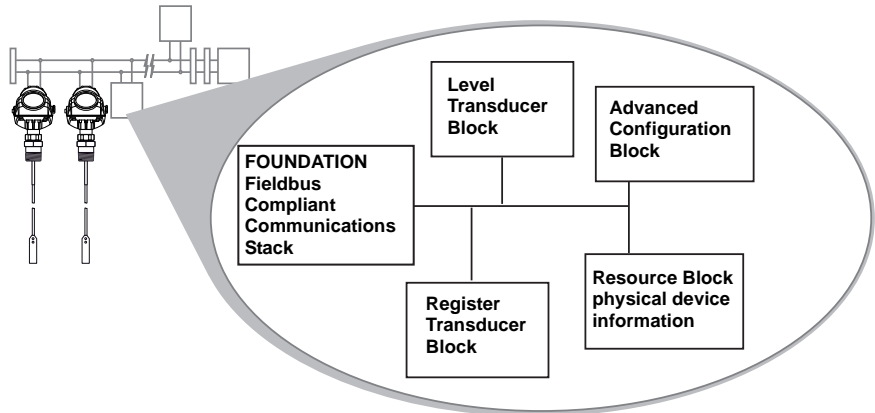 Level
Transducer
Block
Advanced
Configuration
Block
FOUNDATION
Fieldbus
Compliant
Communications
Stack
Register
Transducer
Block
Resource Block
physical device
information